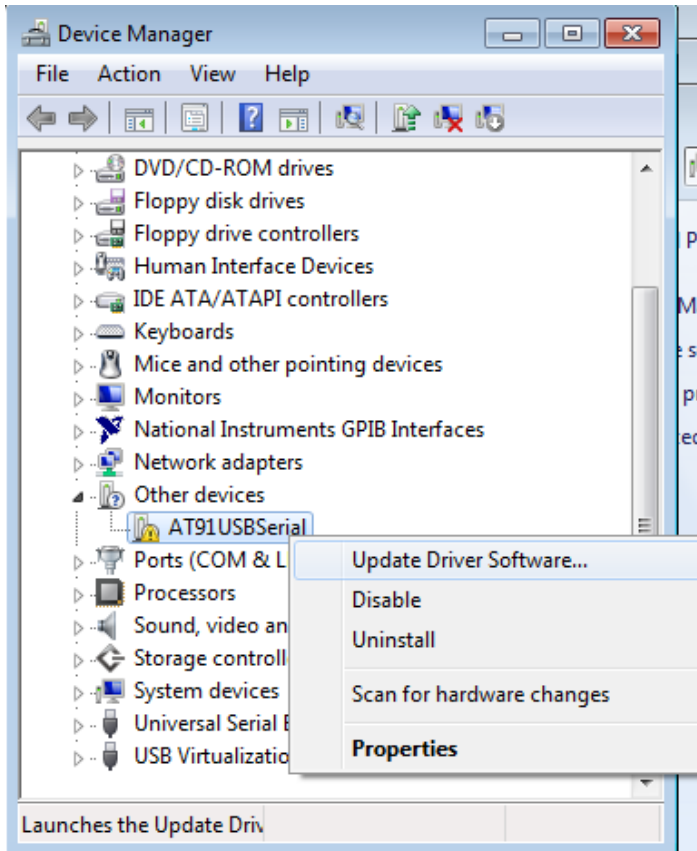 Device Manager
File Action View Help
DVD/CD-ROM drives
Floppy disk drives
Floppy drive controllers
Human Interface Devices
IDE ATA/ATAPI controllers
Keyboards
Mice and other pointing devices
Monitors
National Instruments GPIB Interfaces
Network adapters
Other devices
AT91USBSerial
Ports (COM & L
Processors
Sound, video an
Storage controll
System devices
Universal Serial
USB Virtualizatio
Update Driver Software...
Disable
Uninstall
Scan for hardware changes
Properties
Launches the Update Driv